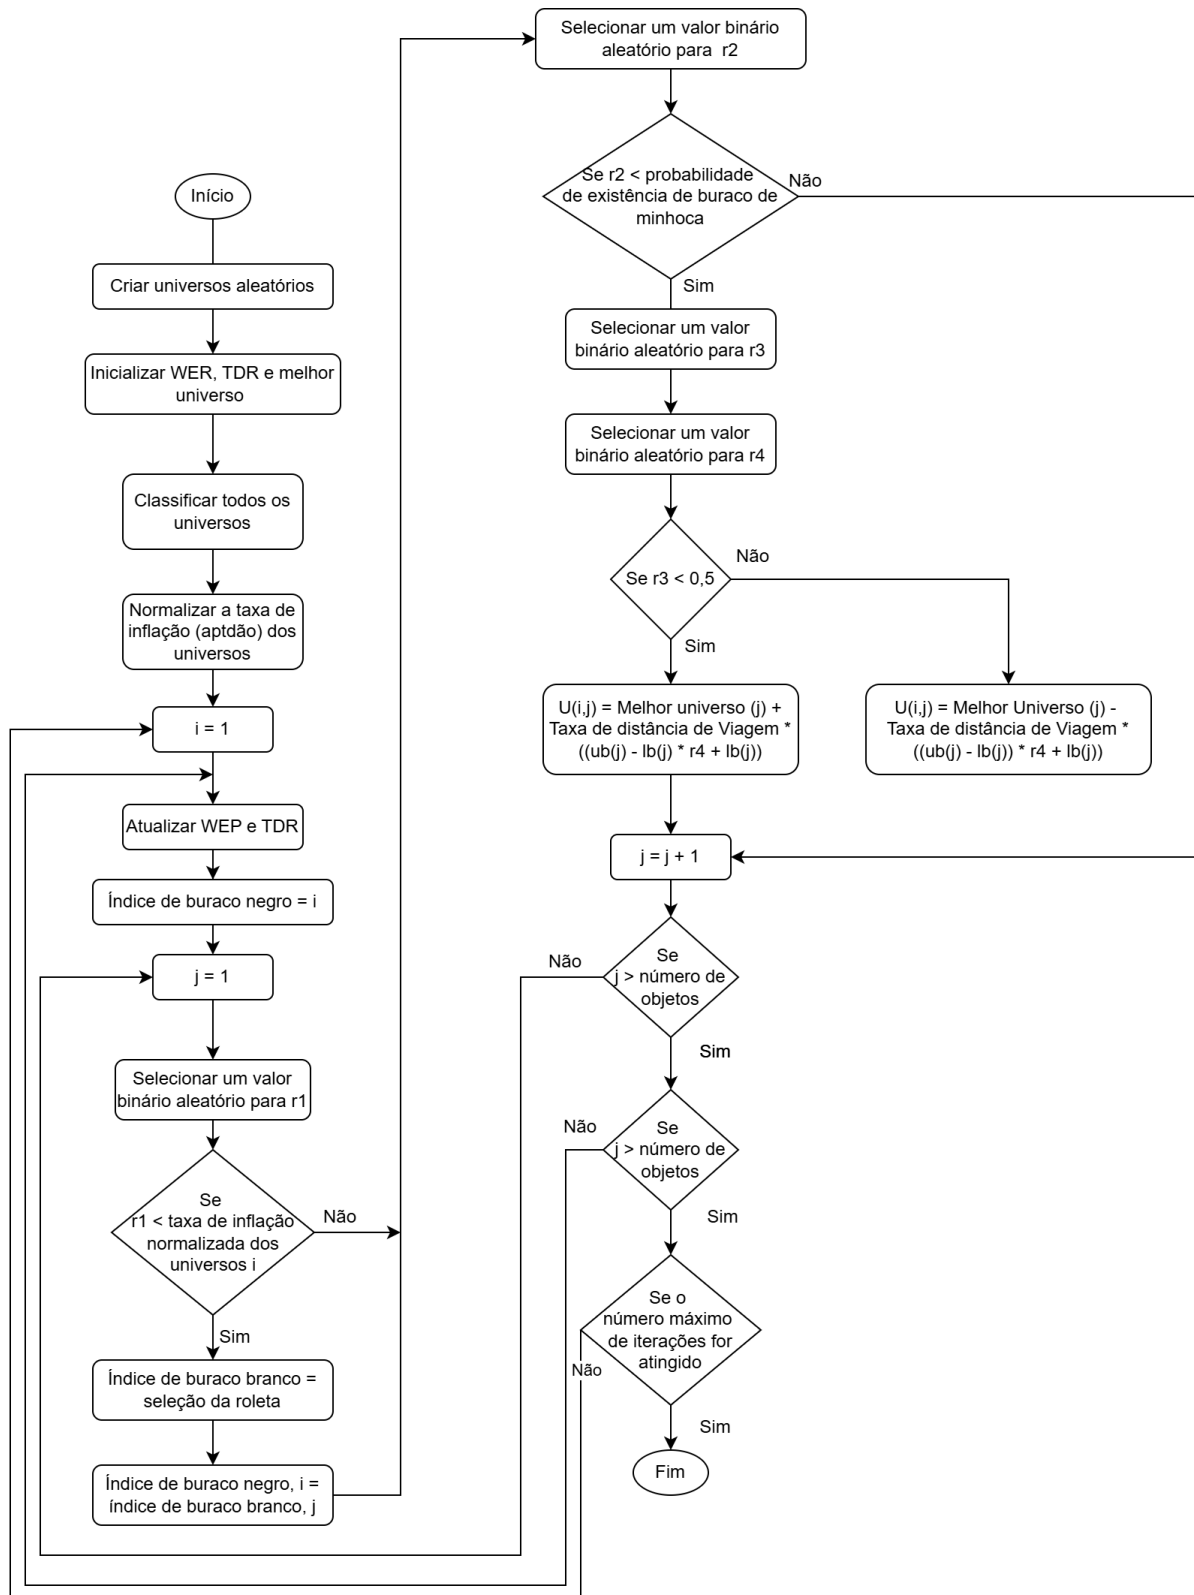 Início
Criar universos aleatórios
Inicializar WER, TDR e melhor
universo
Classificar todos os
universos
Normalizar a taxa de
inflação (aptdão) dos
universos
i = 1
Atualizar WEP e TDR
Índice de buraco negro = i
j = 1
Selecionar um valor
binário aleatório para r1
Se
r1 < taxa de inflação
normalizada dos
universos i
Não
Sim
Índice de buraco branco =
seleção da roleta
Índice de buraco negro, i =
índice de buraco branco, j
Selecionar um valor binário
aleatório para r2
Se r2 < probabilidade
de existência de buraco de
minhoca
Não
Sim
Selecionar um valor
binário aleatório para r3
Selecionar um valor
binário aleatório para r4
Se r3 < 0,5
Não
Sim
U(i,j) = Melhor universo (j) +
Taxa de distância de Viagem *
((ub(j) - lb(j) * r4 + lb(j))
U(i,j) = Melhor Universo (j) -
Taxa de distância de Viagem *
((ub(j) - lb(j)) * r4 + lb(j))
j = j + 1
Se
j > número de
objetos
Não
Sim
Se
j > número de
objetos
Não
Sim
Se o
número máximo
de iterações for
atingido
Não
Sim
Fim